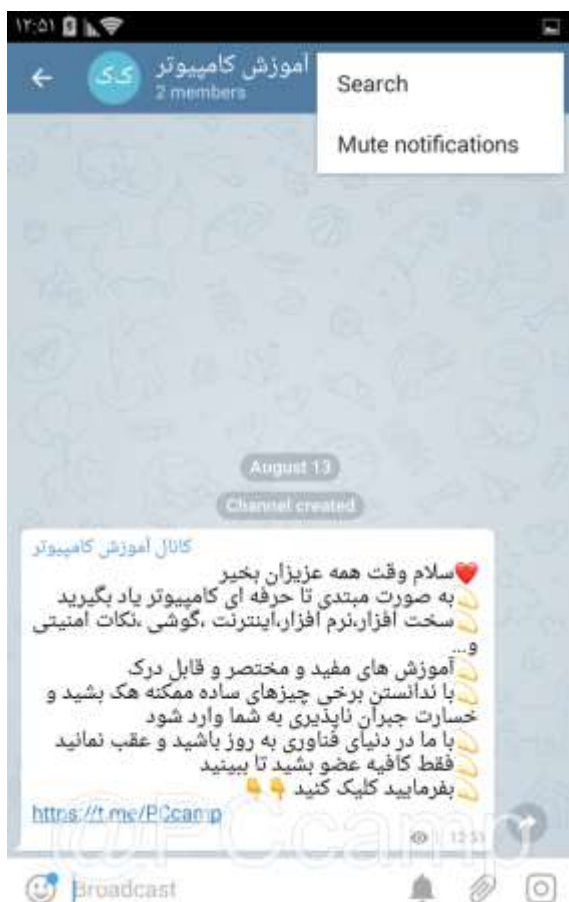 ۱۲:۵۱
آموزش کامپیوتر
ک‌ک
2 members
Search
Mute notifications
August 13
Channel created
کانال آموزش کامپیوتر
❤️سلام وقت همه عزیزان بخیر
💫به صورت مبتدی تا حرفه ای کامپیوتر یاد بگیرید
💫سخت افزار،نرم افزار،اینترنت ،گوشی ،نکات امنیتی
و...
💫آموزش های مفید و مختصر و قابل درک
💫با ندانستن برخی چیزهای ساده ممکنه هک بشید و
خسارت جبران ناپذیری به شما وارد شود
💫با ما در دنیای فناوری به روز باشید و عقب نمانید
💫فقط کافیه عضو بشید تا ببینید
💫بفرمایید کلیک کنید 👇👇
https://t.me/PCcamp
1 12:51
@PCcamp
Broadcast